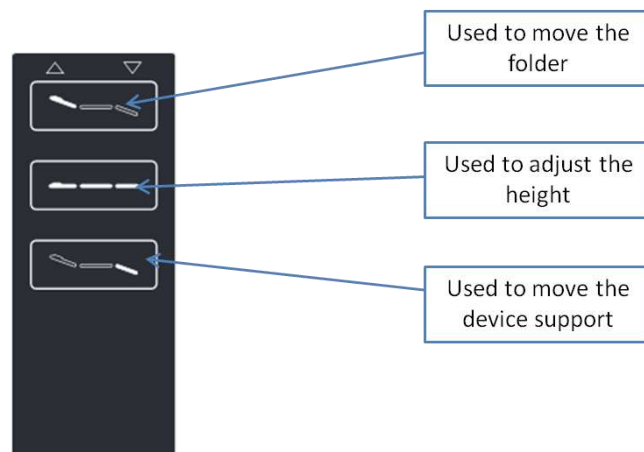 Used to move the
folder
Used to adjust the
height
Used to move the
device support